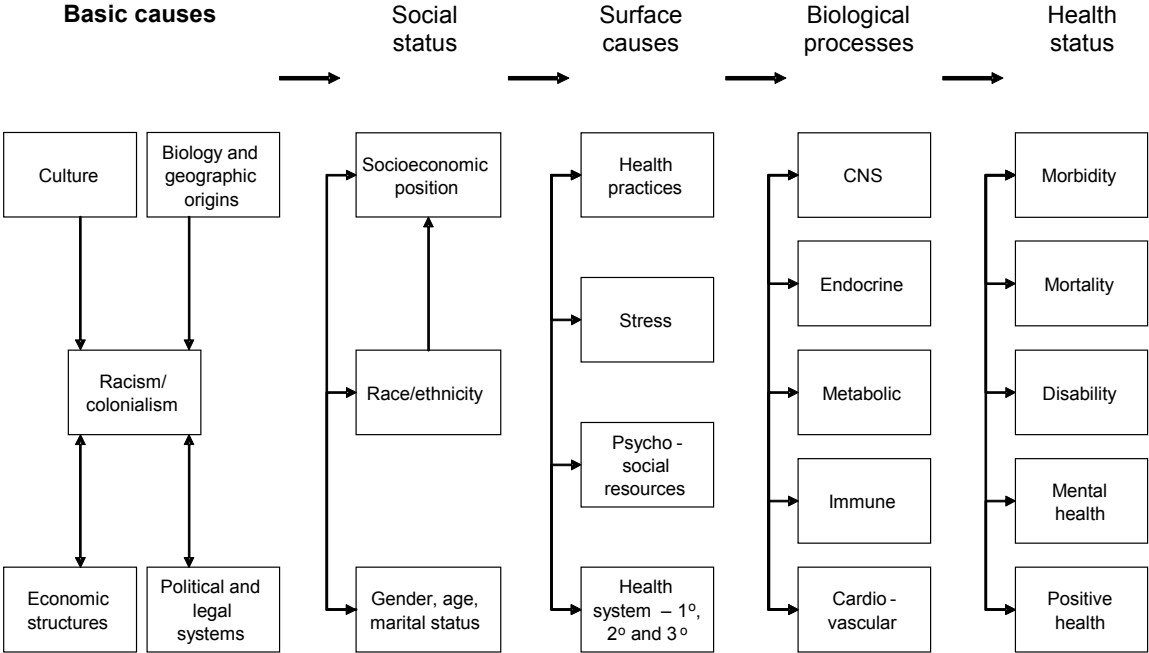 Basic causes
Social
status
Surface
causes
Biological
processes
Health
status
Culture
Biology and
geographic
origins
Racism/
colonialism
Economic
structures
Political and
legal
systems
Socioeconomic
position
Race/ethnicity
Gender, age,
marital status
Health
practices
Stress
Psycho -
social
resources
Health
system – 1º,
2º and 3º
CNS
Endocrine
Metabolic
Immune
Cardio -
vascular
Morbidity
Mortality
Disability
Mental
health
Positive
health